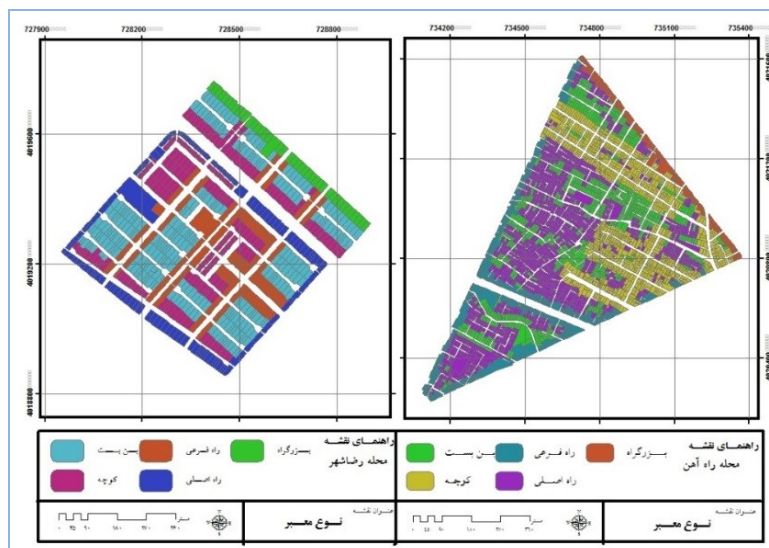 727900 728200 728500 728800
4019600
4019200
4018800
734200 734500 734800 735100 735400
راهنمای نقشه
محله رضاشهر
بزرگراه
راه فرعی
بن بست
راه اصلی
کوچه
عنوان نقشه
نوع معبر
متر
راهنمای نقشه
محله راه آهن
بزرگراه
راه فرعی
بن بست
راه اصلی
کوچه
عنوان نقشه
نوع معبر
متر